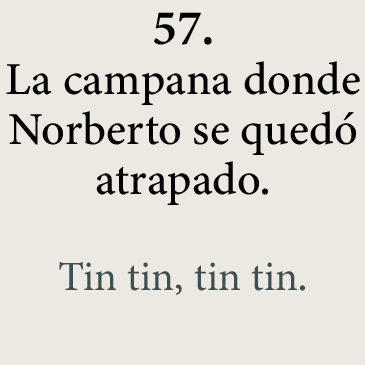 57.
La campana donde
Norberto se quedó
atrapado.
Tin tin, tin tin.